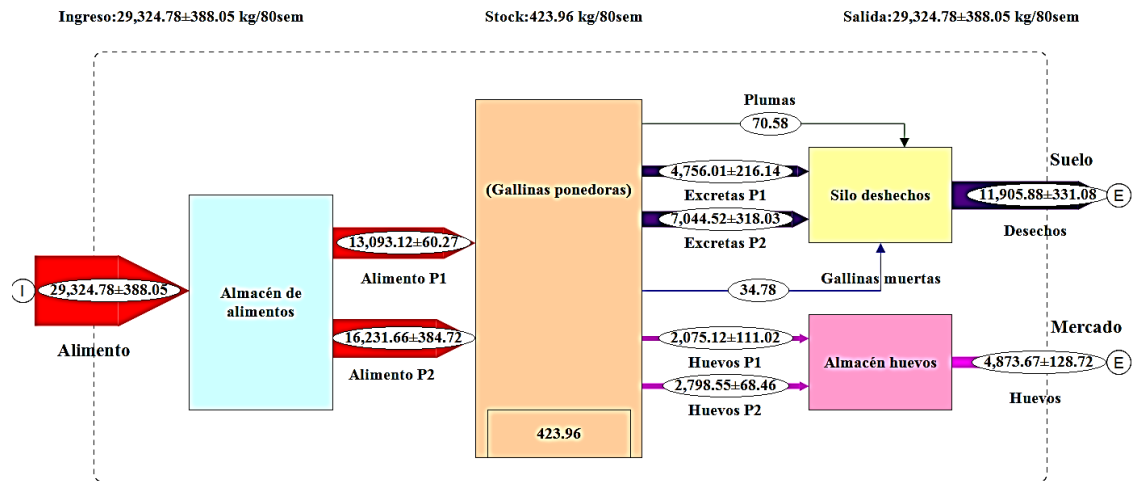 Ingreso:29,324.78±388.05 kg/80sem
Stock:423.96 kg/80sem
Salida:29,324.78±388.05 kg/80sem
Plumas
70.58
Suelo
(Gallinas ponedoras)
4,756.01±216.14
Excretas P1
Silo deshechos
11,905.88±331.08
E
7,044.52±318.03
Excretas P2
Desechos
13,093.12±60.27
Alimento P1
I
29,324.78±388.05
Alimento
Almacén de
alimentos
34.78
Gallinas muertas
16,231.66±384.72
Alimento P2
2,075.12±111.02
Huevos P1
Mercado
Almacén huevos
4,873.67±128.72
E
2,798.55±68.46
Huevos P2
Huevos
423.96